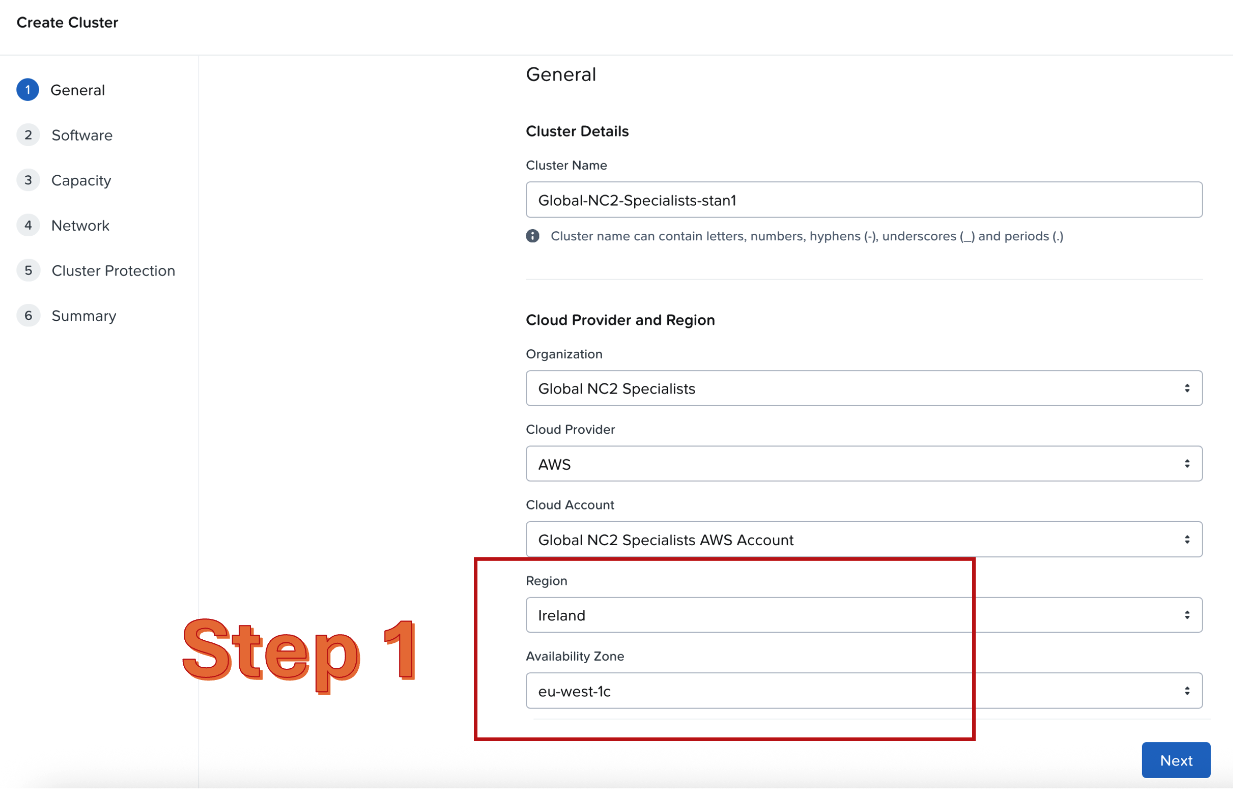 Create Cluster
1 General
2 Software
3 Capacity
4 Network
5 Cluster Protection
6 Summary
General
Cluster Details
Cluster Name
Global-NC2-Specialists-stan1
Cluster name can contain letters, numbers, hyphens (-), underscores (_) and periods (.)
Cloud Provider and Region
Organization
Global NC2 Specialists
Cloud Provider
AWS
Cloud Account
Global NC2 Specialists AWS Account
Region
Ireland
Availability Zone
eu-west-1c
Step 1
Next